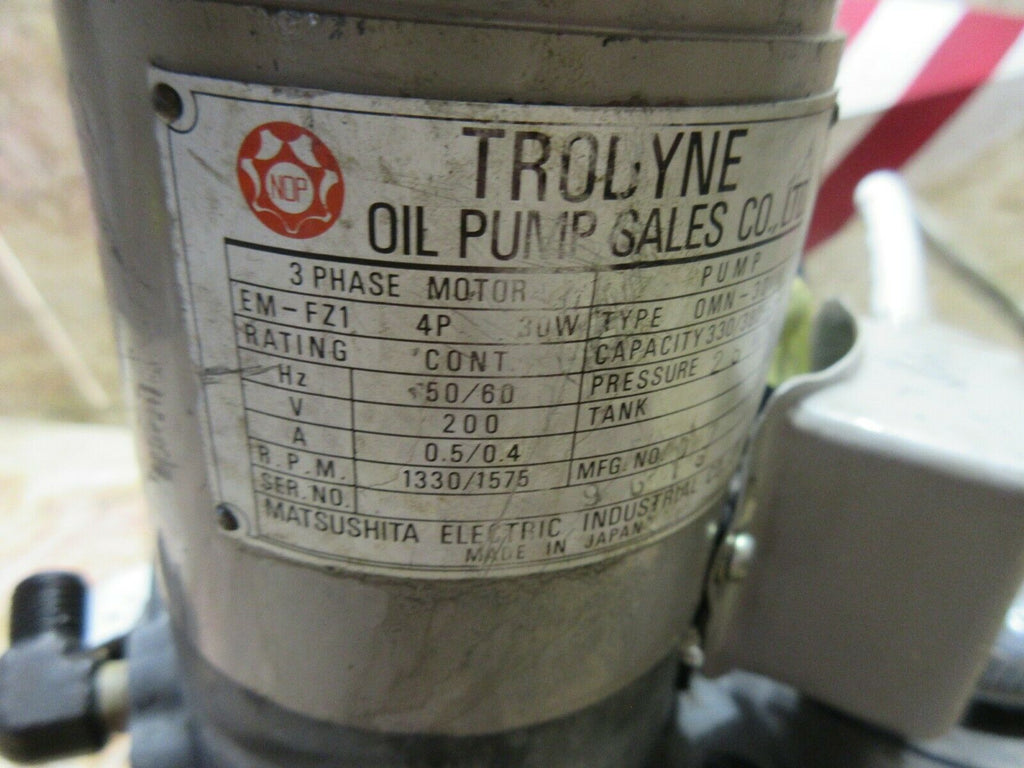 NOP
TROLYNE
OIL PUMP SALES CO., LTD
3 PHASE MOTOR PUMP
EM-FZ1 4P 30W TYPE
RATING CONT CAPACITY
Hz 50/60 PRESSURE
V 200 TANK
A 0.5/0.4
R.P.M. 1330/1575 MFG. NO.
SER. NO.
MATSUSHITA ELECTRIC INDUSTRIAL
MADE IN JAPAN